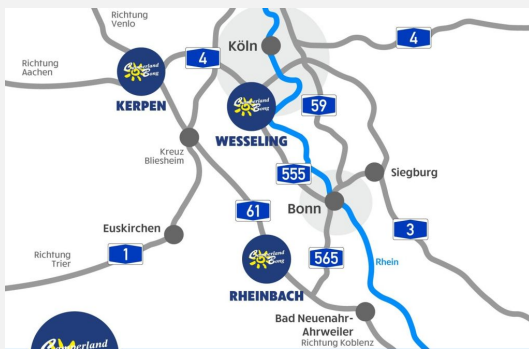 Richtung
Venlo
Köln
4
4
Richtung
Aachen
59
KERPEN
WESSELING
Kreuz
Bliesheim
555
Siegburg
61
Bonn
Euskirchen
3
Richtung
Trier
1
565
Rhein
RHEINBACH
Bad Neuenahr-
Ahrweiler
Richtung Koblenz